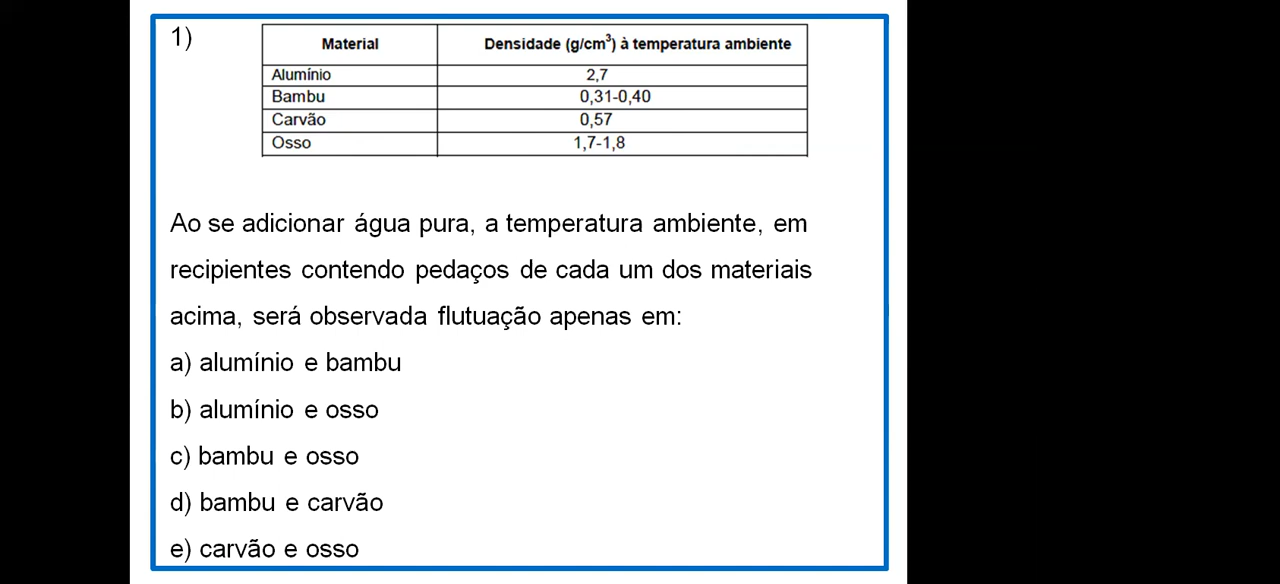 1)
Material Densidade (g/cm³) à temperatura ambiente
Alumínio 2,7
Bambu 0,31-0,40
Carvão 0,57
Osso 1,7-1,8
Ao se adicionar água pura, a temperatura ambiente, em
recipientes contendo pedaços de cada um dos materiais
acima, será observada flutuação apenas em:
a) alumínio e bambu
b) alumínio e osso
c) bambu e osso
d) bambu e carvão
e) carvão e osso